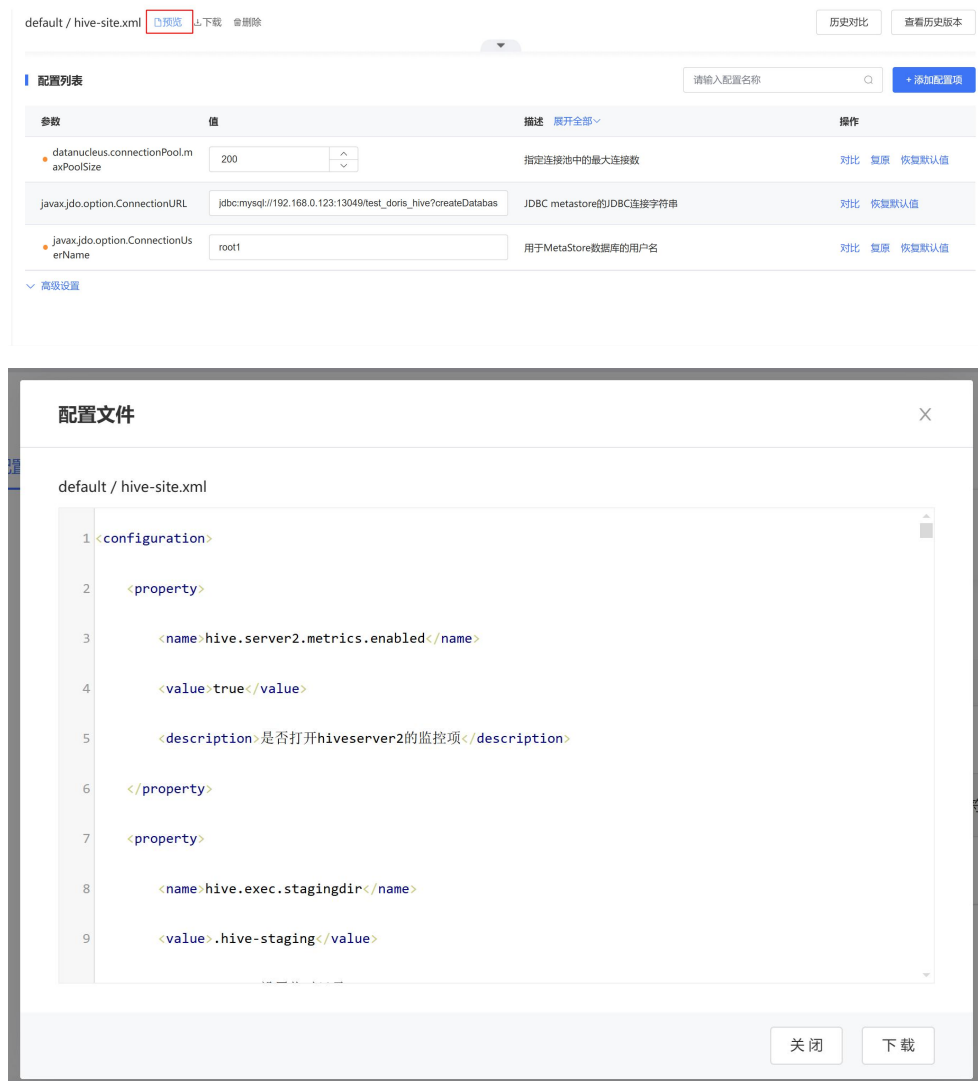 default / hive-site.xml 预览 下载 删除 历史对比 查看历史版本
配置列表 请输入配置名称 + 添加配置项
参数 值 描述 展开全部 操作
datanucleus.connectionPool.m
axPoolSize
200 指定连接池中的最大连接数 对比 复原 恢复默认值
javax.jdo.option.ConnectionURL jdbc:mysql://192.168.0.123:13049/test_doris_hive?createDatabas JDBC metastore的JDBC连接字符串 对比 恢复默认值
javax.jdo.option.ConnectionUs
erName
root1 用于MetaStore数据库的用户名 对比 复原 恢复默认值
高级设置
配置文件
default / hive-site.xml
1 <configuration>
2 <property>
3 <name>hive.server2.metrics.enabled</name>
4 <value>true</value>
5 <description>是否打开hiveserver2的监控项</description>
6 </property>
7 <property>
8 <name>hive.exec.stagingdir</name>
9 <value>.hive-staging</value>
关闭 下载